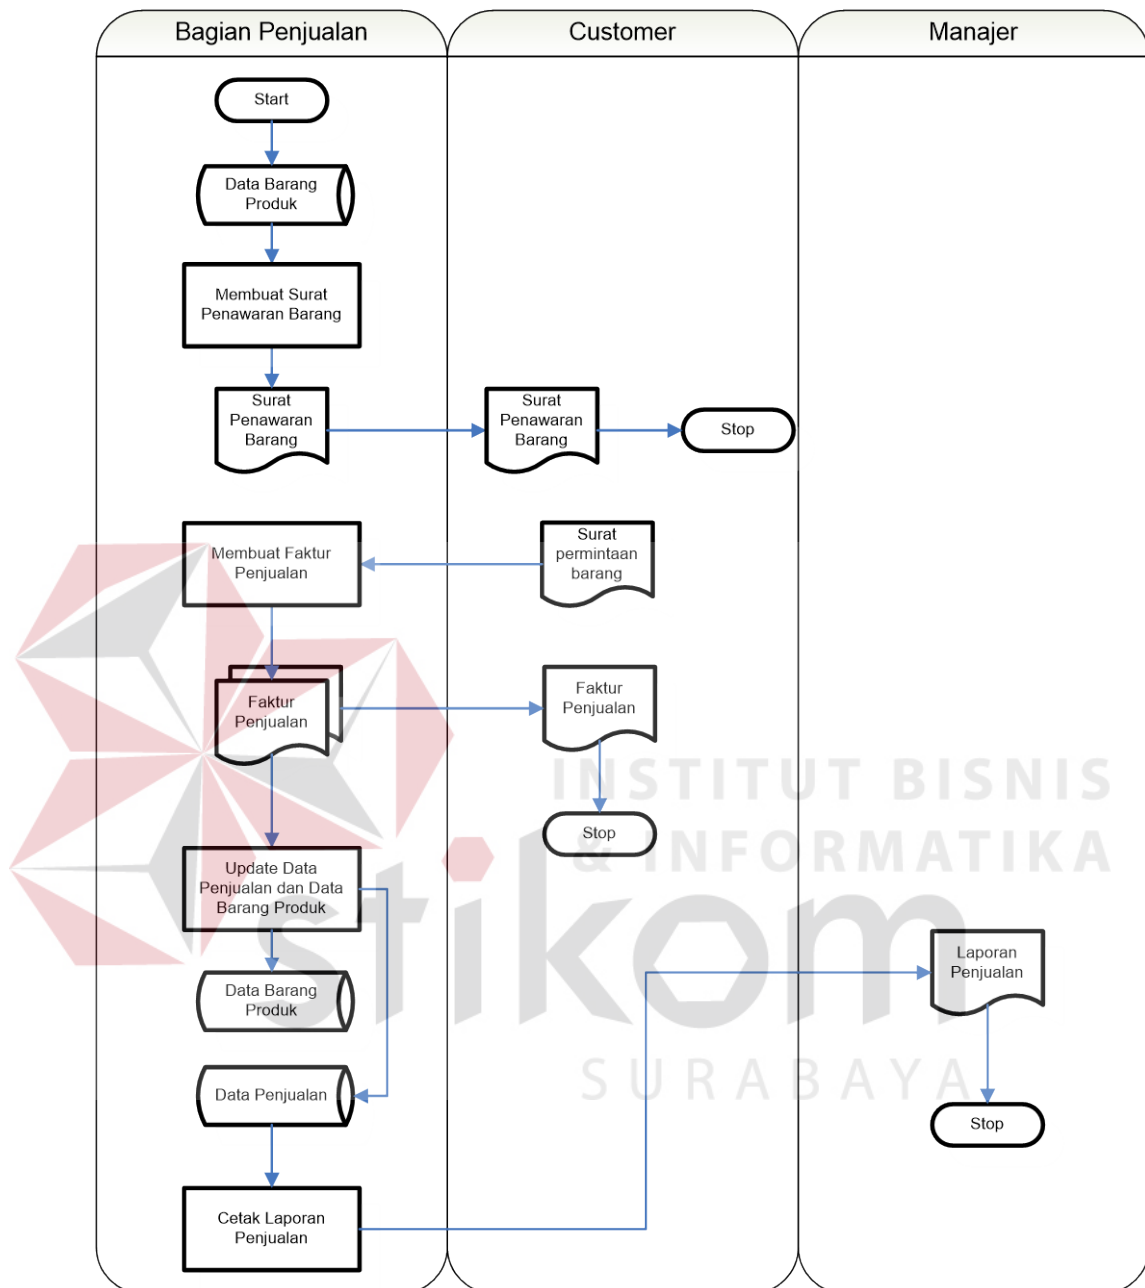 Bagian Penjualan
Customer
Manajer
Start
Data Barang
Produk
Membuat Surat
Penawaran Barang
Surat
Penawaran
Barang
Surat
Penawaran
Barang
Stop
Membuat Faktur
Penjualan
Surat
permintaan
barang
Faktur
Penjualan
Faktur
Penjualan
Stop
Update Data
Penjualan dan Data
Barang Produk
Data Barang
Produk
Data Penjualan
Cetak Laporan
Penjualan
Laporan
Penjualan
Stop
INSTITUT BISNIS
& INFORMATIKA
stikom
SURABAYA